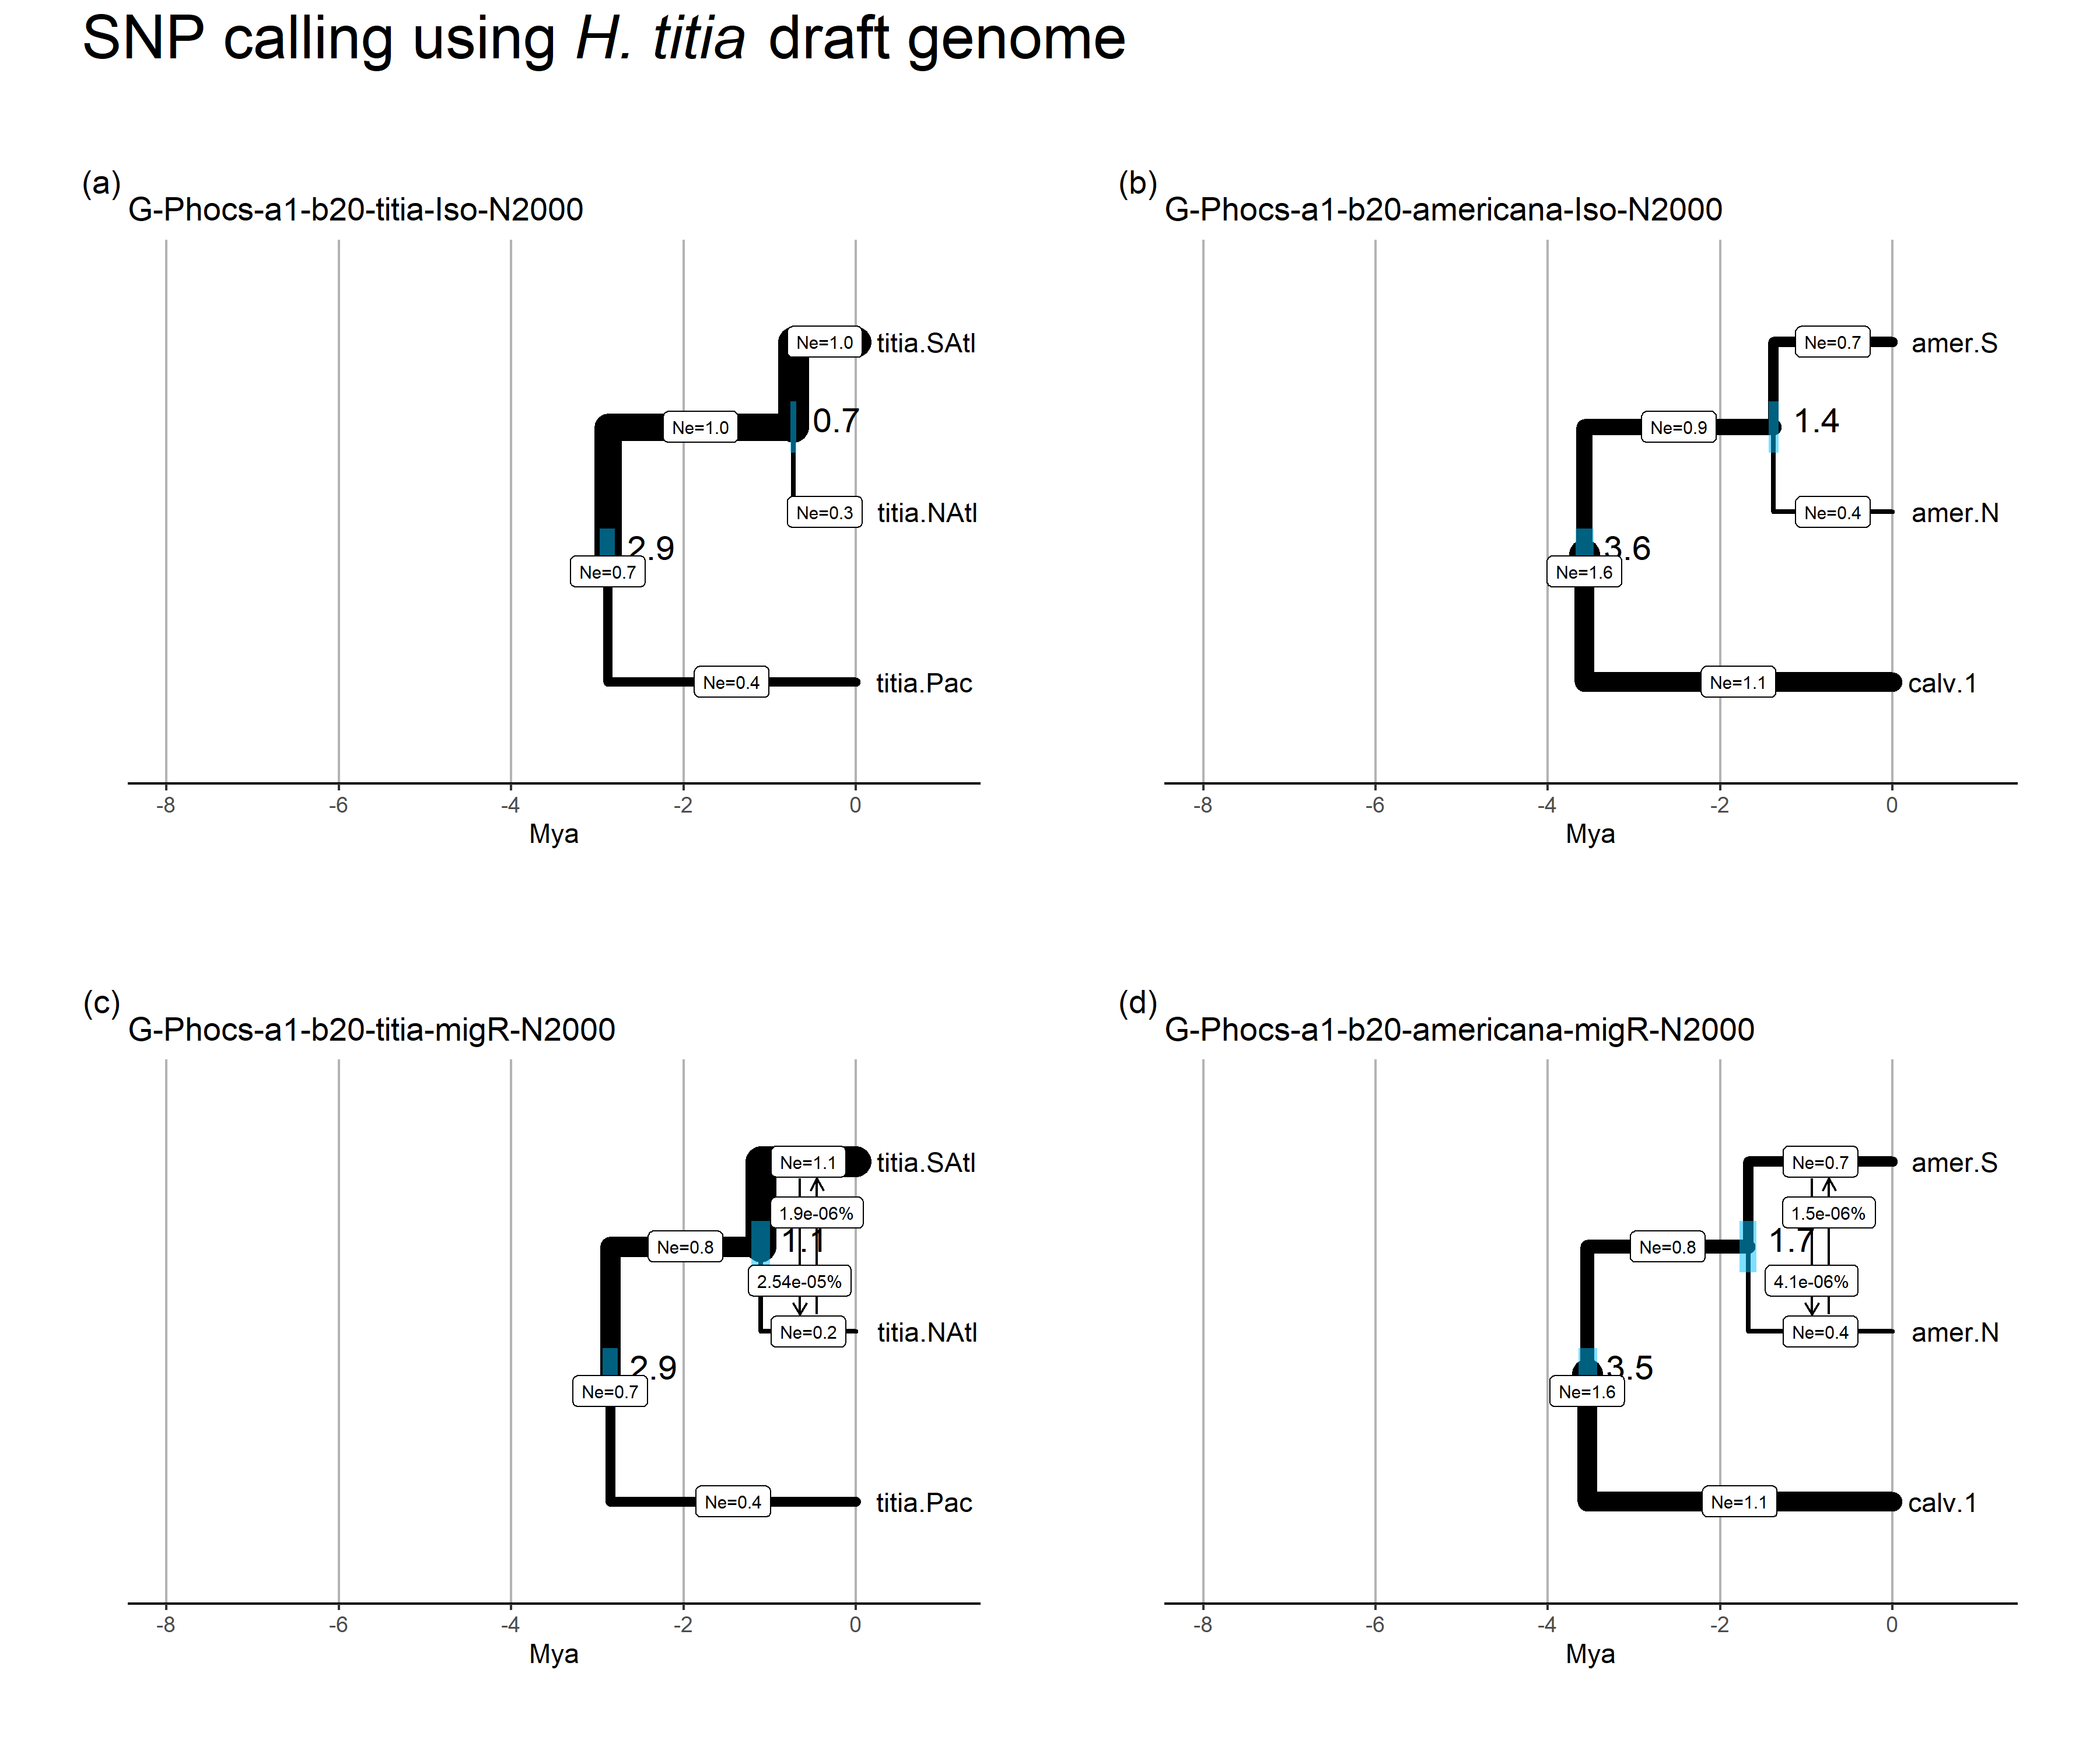 SNP calling using H. titia draft genome
(a)
G-Phocs-a1-b20-titia-Iso-N2000
Ne=1.0
titia.SAtl
Ne=1.0
0.7
Ne=0.3
titia.NAtl
2.9
Ne=0.7
Ne=0.4
titia.Pac
-8 -6 -4 -2 0
Mya
(b)
G-Phocs-a1-b20-americana-Iso-N2000
Ne=0.7
amer.S
Ne=0.9
1.4
Ne=0.4
amer.N
3.6
Ne=1.6
Ne=1.1
calv.1
-8 -6 -4 -2 0
Mya
(c)
G-Phocs-a1-b20-titia-migR-N2000
Ne=1.1
titia.SAtl
1.9e-06%
Ne=0.8
1.1
2.54e-05%
Ne=0.2
titia.NAtl
2.9
Ne=0.7
Ne=0.4
titia.Pac
-8 -6 -4 -2 0
Mya
(d)
G-Phocs-a1-b20-americana-migR-N2000
Ne=0.7
amer.S
1.5e-06%
Ne=0.8
1.7
4.1e-06%
Ne=0.4
amer.N
3.5
Ne=1.6
Ne=1.1
calv.1
-8 -6 -4 -2 0
Mya